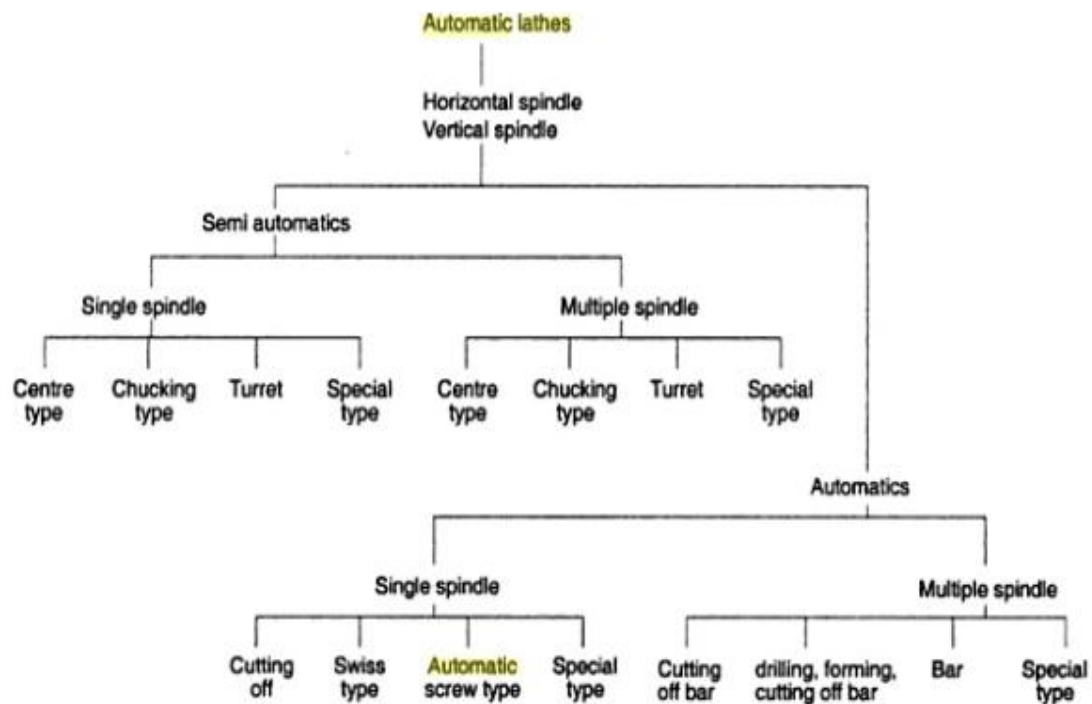 Automatic lathes
Horizontal spindle
Vertical spindle
Semi automatics
Single spindle
Multiple spindle
Centre type
Chucking type
Turret
Special type
Centre type
Chucking type
Turret
Special type
Automatics
Single spindle
Multiple spindle
Cutting off
Swiss type
Automatic screw type
Special type
Cutting off bar
drilling, forming, cutting off bar
Bar
Special type